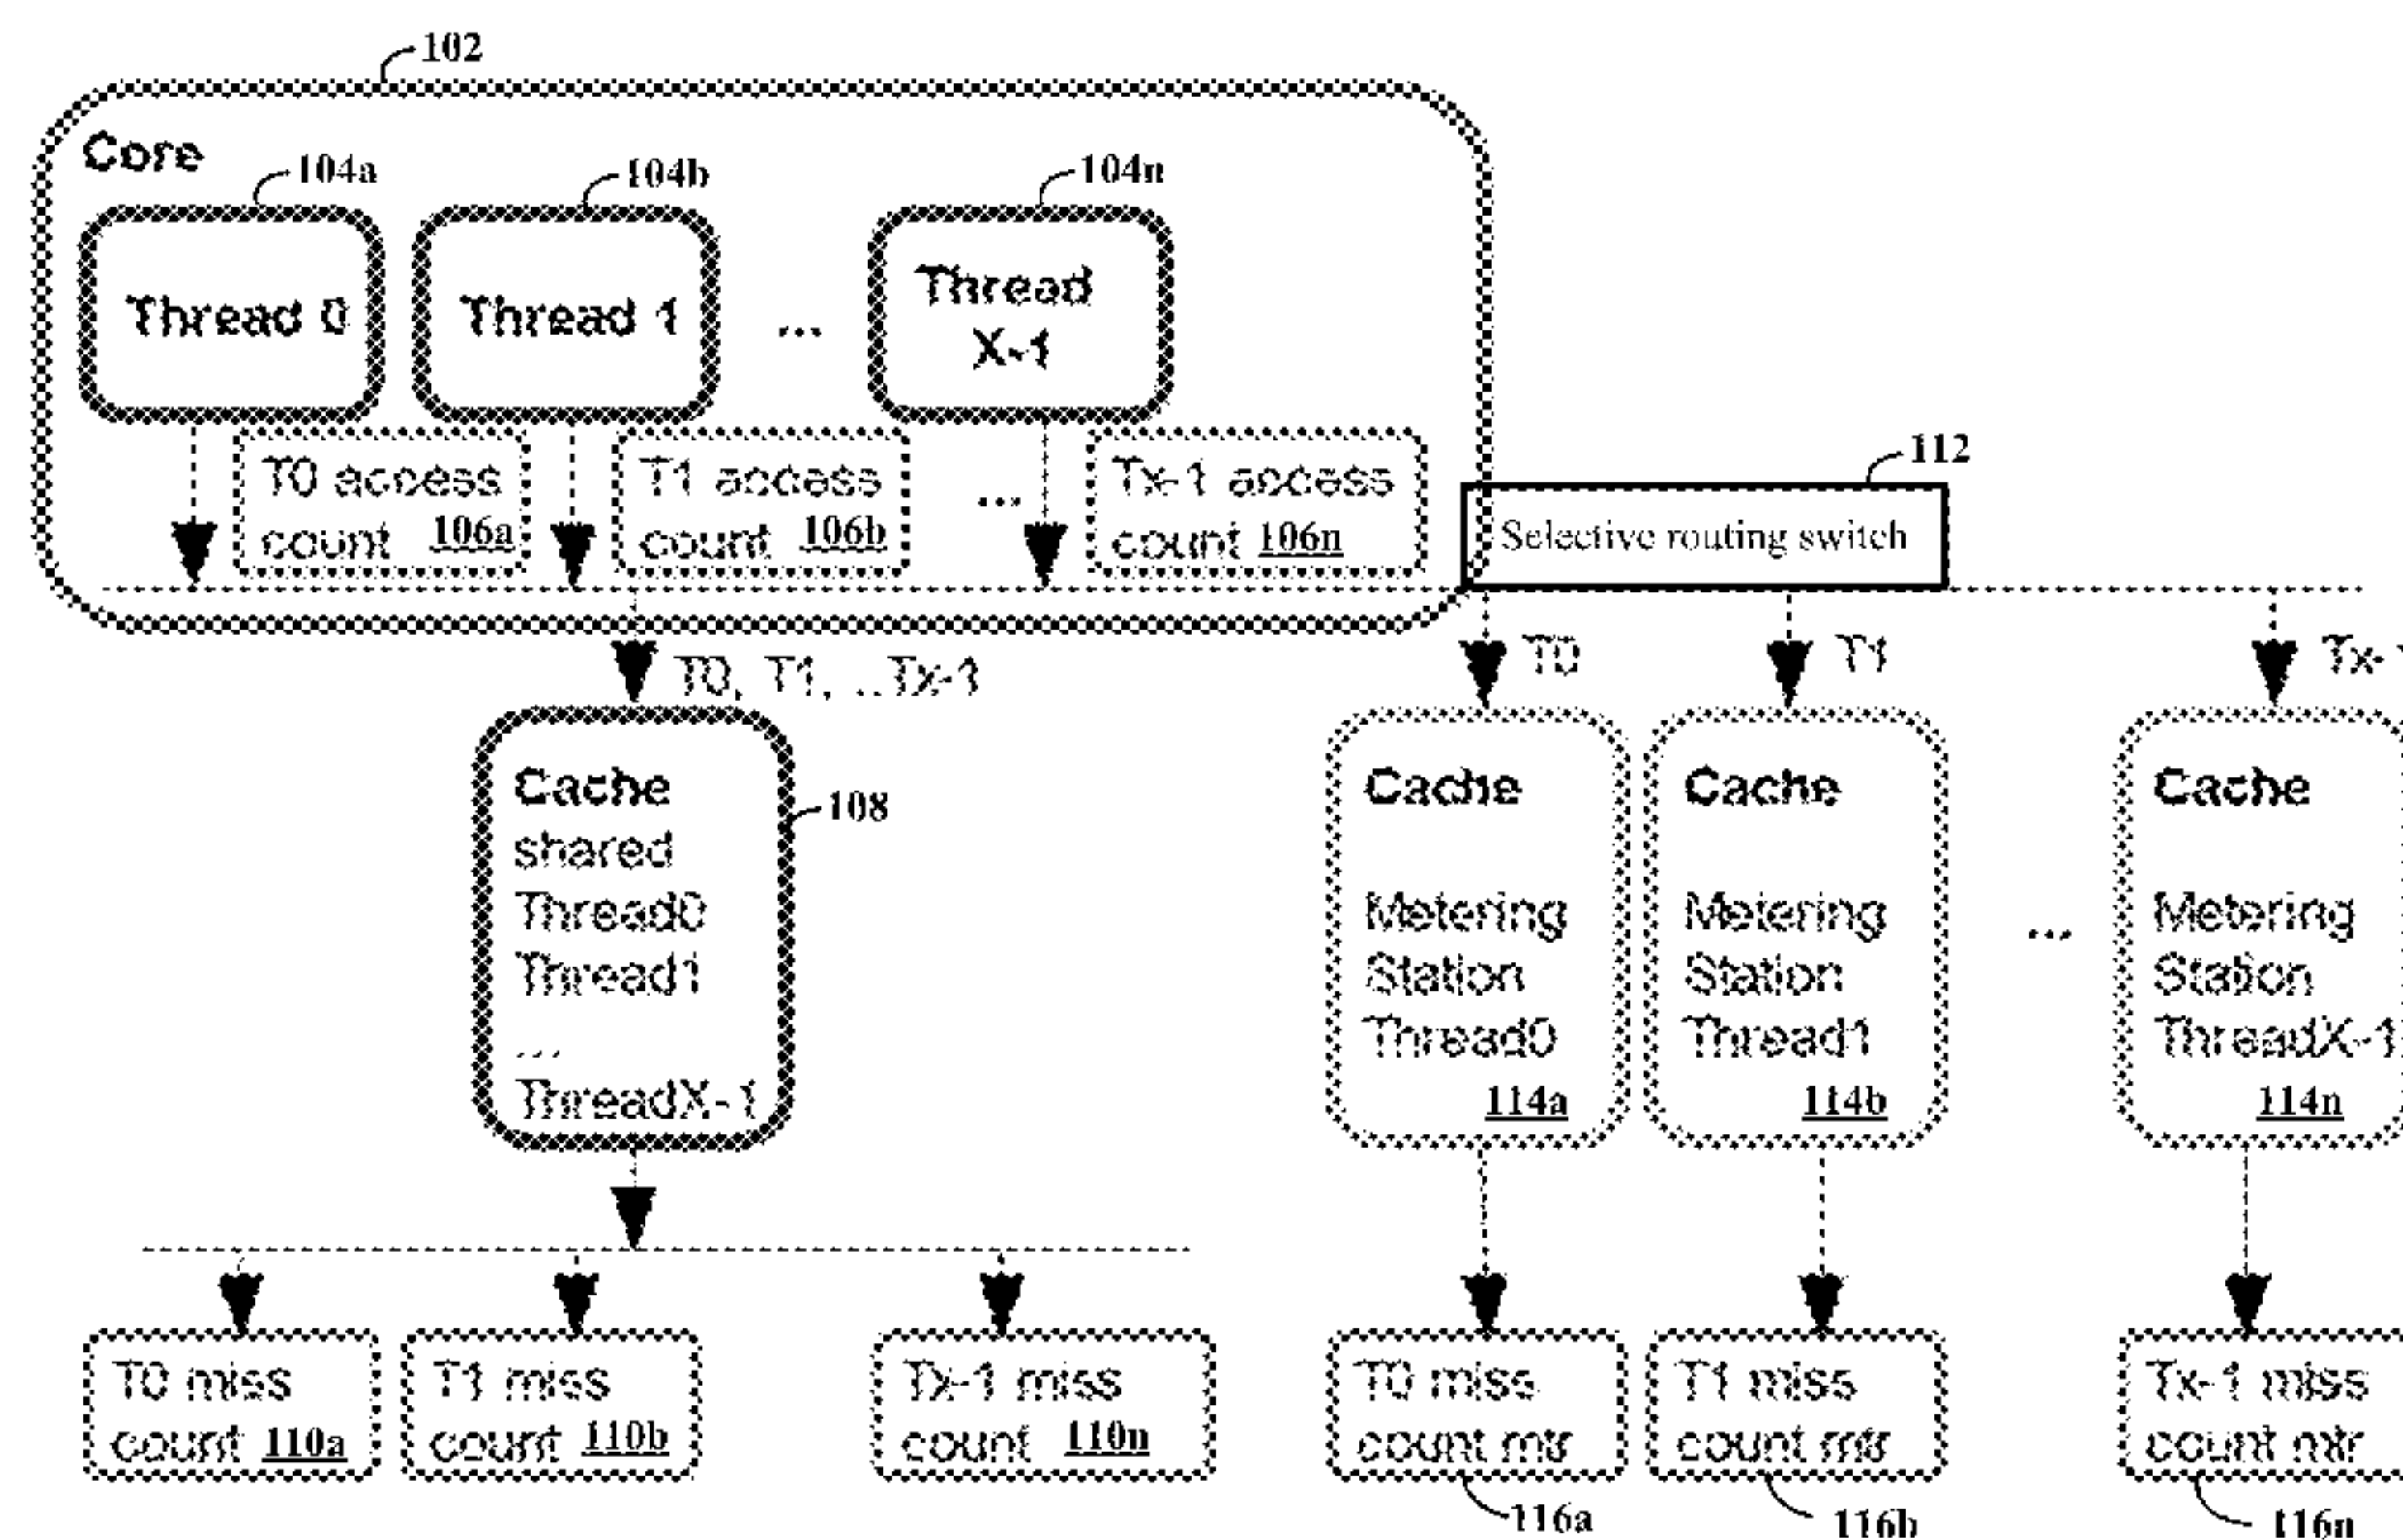 102
Core
104a
104b
104n
Thread 0
Thread 1
...
Thread
X-1
T0 access
count 106a
T1 access
count 106b
...
Tx-1 access
count 106n
112
Selective routing switch
T0, T1, ..Tx-1
T0
T1
Tx-
Cache
shared
Thread0
Thread1
...
ThreadX-1
108
Cache
Metering
Station
Thread0
114a
Cache
Metering
Station
Thread1
114b
...
Cache
Metering
Station
ThreadX-1
114n
T0 miss
count 110a
T1 miss
count 110b
Tx-1 miss
count 110n
T0 miss
count mtr
T1 miss
count mtr
Tx-1 miss
count mtr
116a
116b
116n